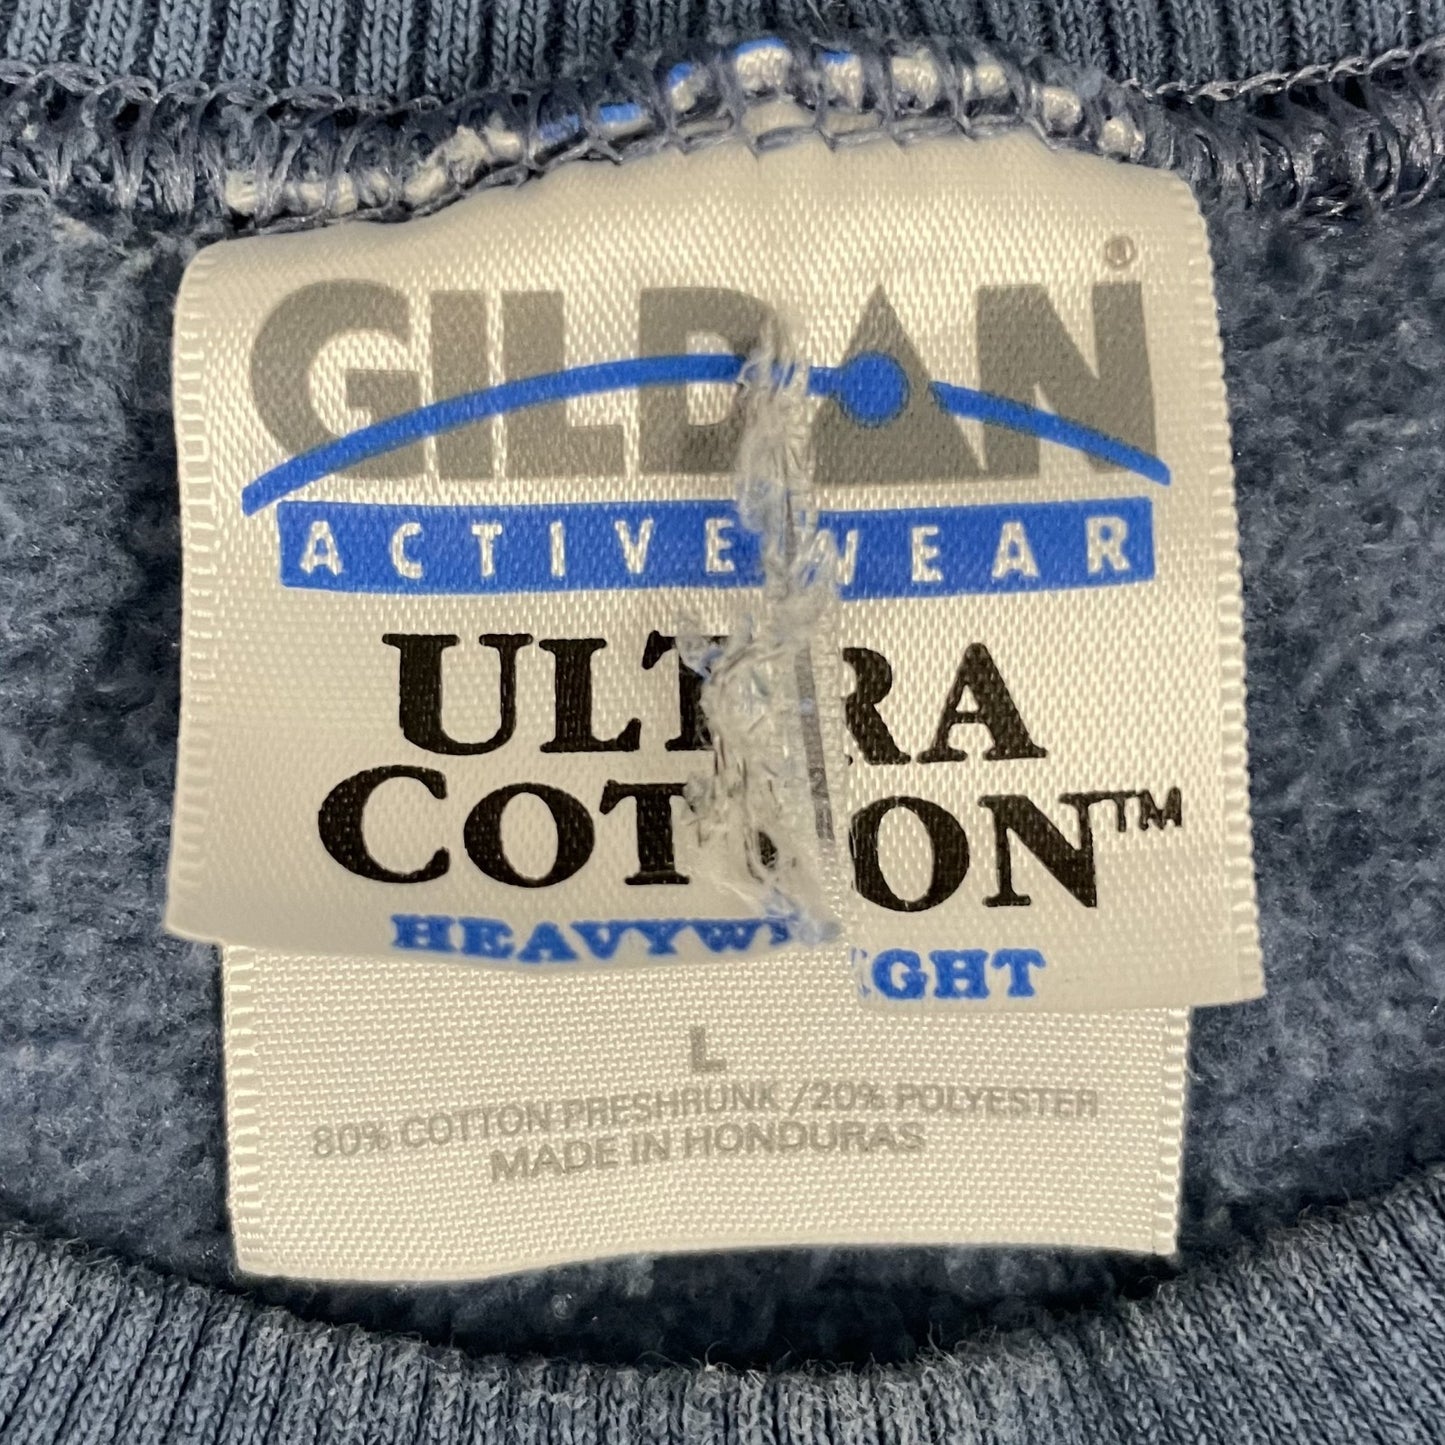 GILDAN®
ACTIVEWEAR
ULTRA
COTTON™
HEAVYWEIGHT
L
80% COTTON PRESHRUNK / 20% POLYESTER
MADE IN HONDURAS